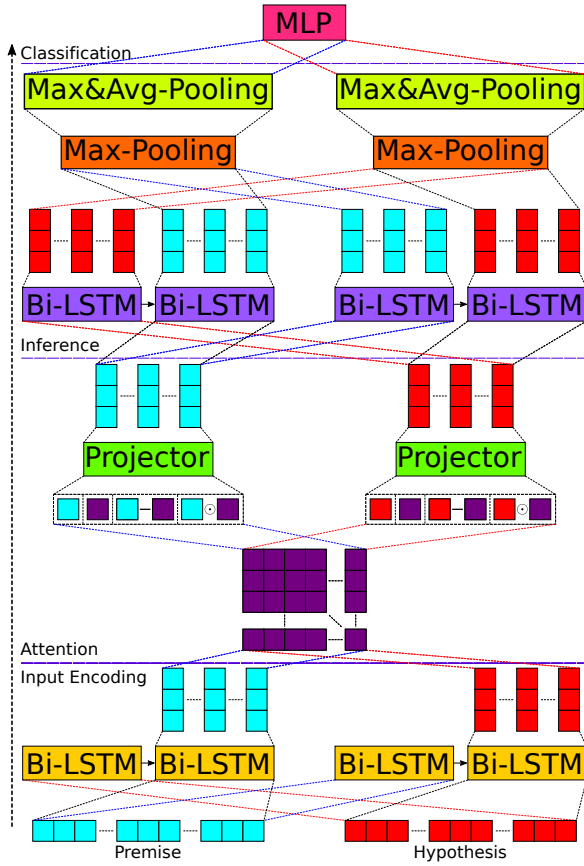 MLP
Classification
Max&Avg-Pooling Max&Avg-Pooling
Max-Pooling Max-Pooling
Bi-LSTM Bi-LSTM Bi-LSTM Bi-LSTM
Inference
Projector Projector
Attention
Input Encoding
Bi-LSTM Bi-LSTM Bi-LSTM Bi-LSTM
Premise Hypothesis